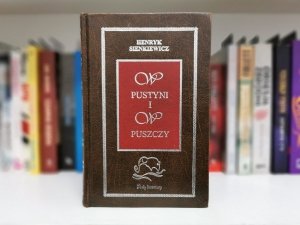 HENRYK
SIENKIEWICZ
W
PUSTYNI
I
W
PUSZCZY